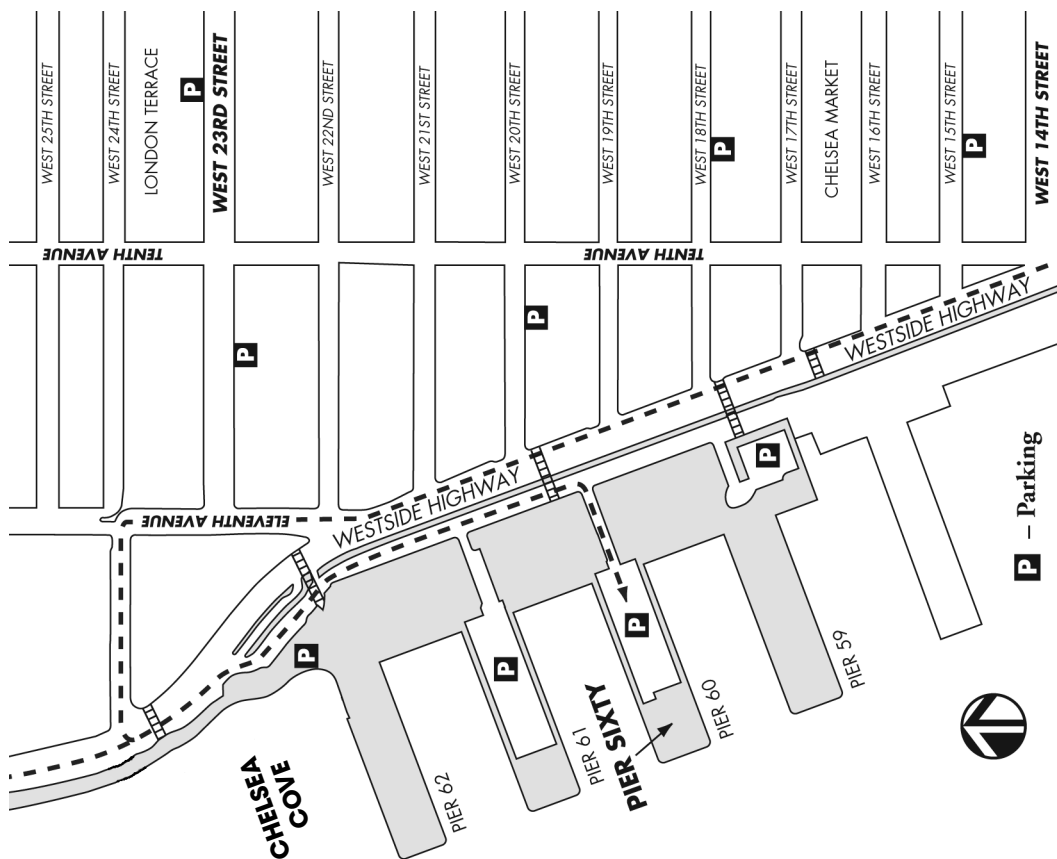 WEST 25TH STREET
WEST 24TH STREET
LONDON TERRACE
P
WEST 23RD STREET
WEST 22ND STREET
WEST 21ST STREET
WEST 20TH STREET
WEST 19TH STREET
WEST 18TH STREET
P
WEST 17TH STREET
CHELSEA MARKET
WEST 16TH STREET
WEST 15TH STREET
P
WEST 14TH STREET
TENTH AVENUE
TENTH AVENUE
P
P
WESTSIDE HIGHWAY
ELEVENTH AVENUE
WESTSIDE HIGHWAY
P
P
P
P
P – Parking
CHELSEA
COVE
PIER 62
PIER 61
PIER SIXTY
PIER 60
PIER 59